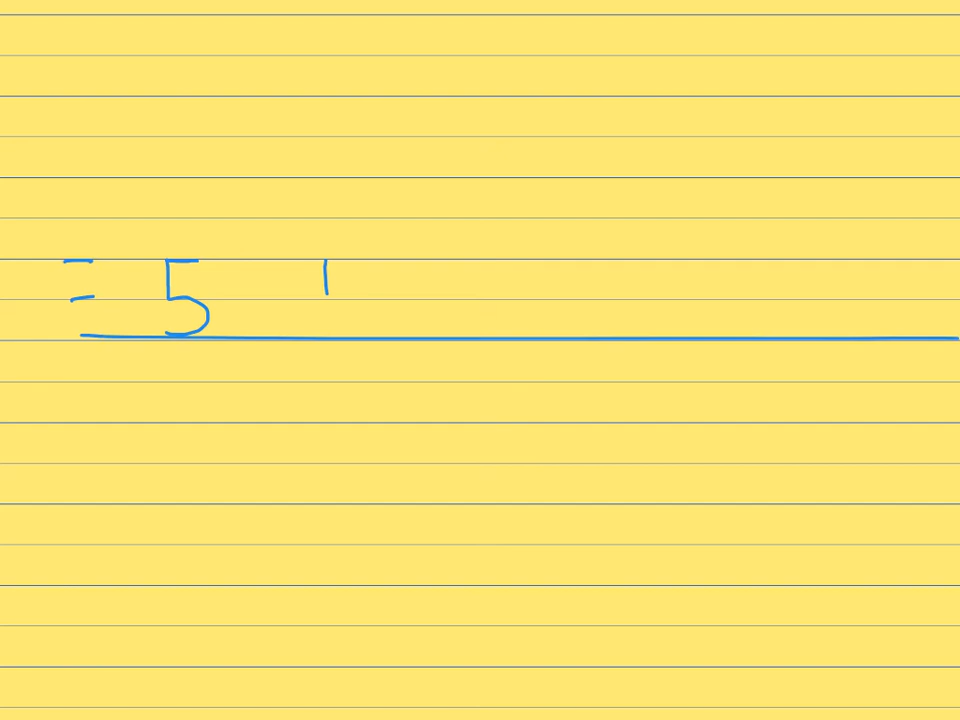 = 5 '